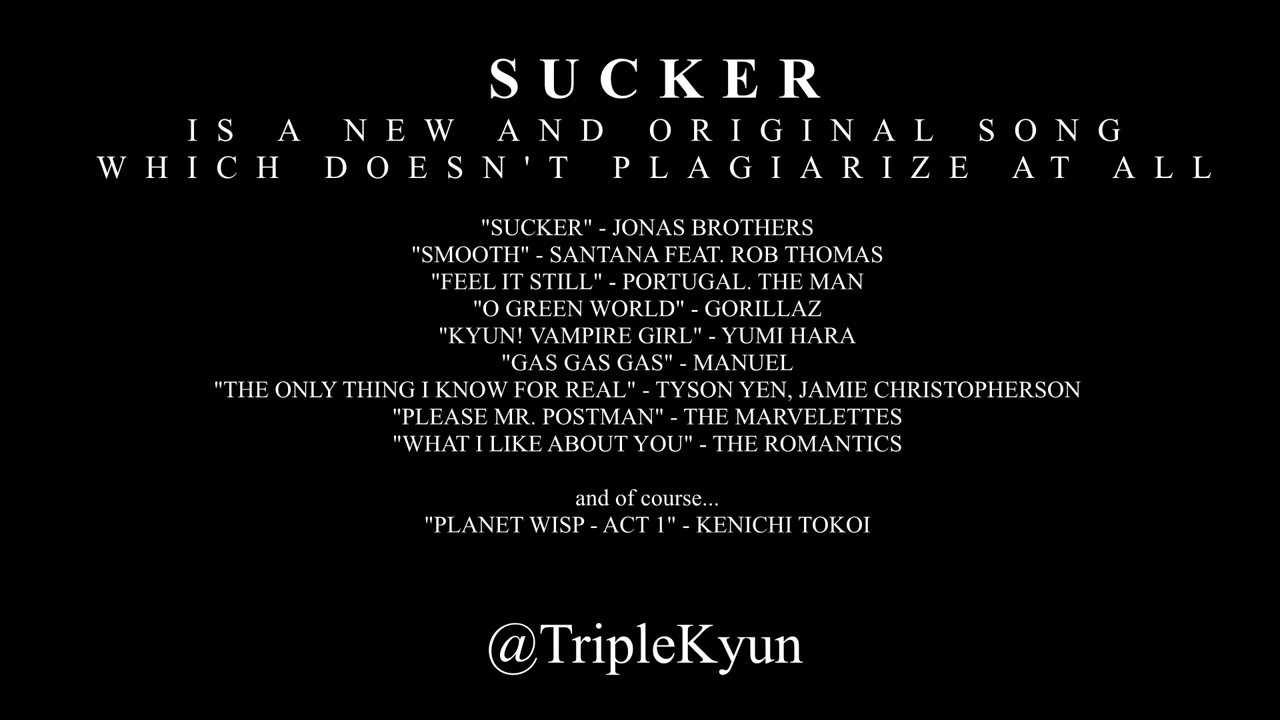 SUCKER
IS A NEW AND ORIGINAL SONG
WHICH DOESN'T PLAGIARIZE AT ALL
"SUCKER" - JONAS BROTHERS
"SMOOTH" - SANTANA FEAT. ROB THOMAS
"FEEL IT STILL" - PORTUGAL. THE MAN
"O GREEN WORLD" - GORILLAZ
"KYUN! VAMPIRE GIRL" - YUMI HARA
"GAS GAS GAS" - MANUEL
"THE ONLY THING I KNOW FOR REAL" - TYSON YEN, JAMIE CHRISTOPHERSON
"PLEASE MR. POSTMAN" - THE MARVELETTES
"WHAT I LIKE ABOUT YOU" - THE ROMANTICS
and of course...
"PLANET WISP - ACT 1" - KENICHI TOKOI
@TripleKyun